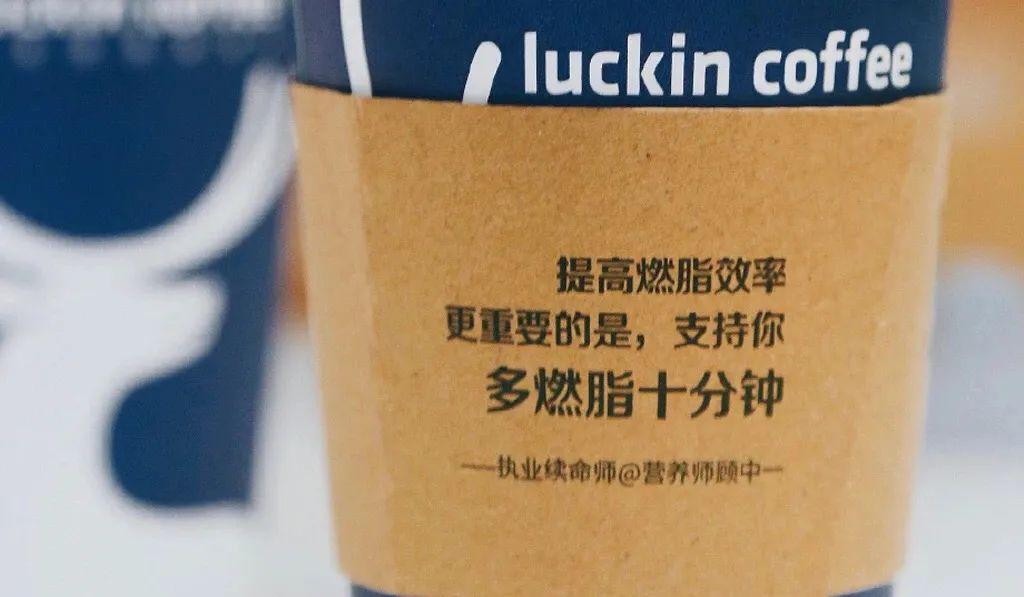 luckin coffee
提高燃脂效率
更重要的是，支持你
多燃脂十分钟
——执业续命师@营养师顾中一